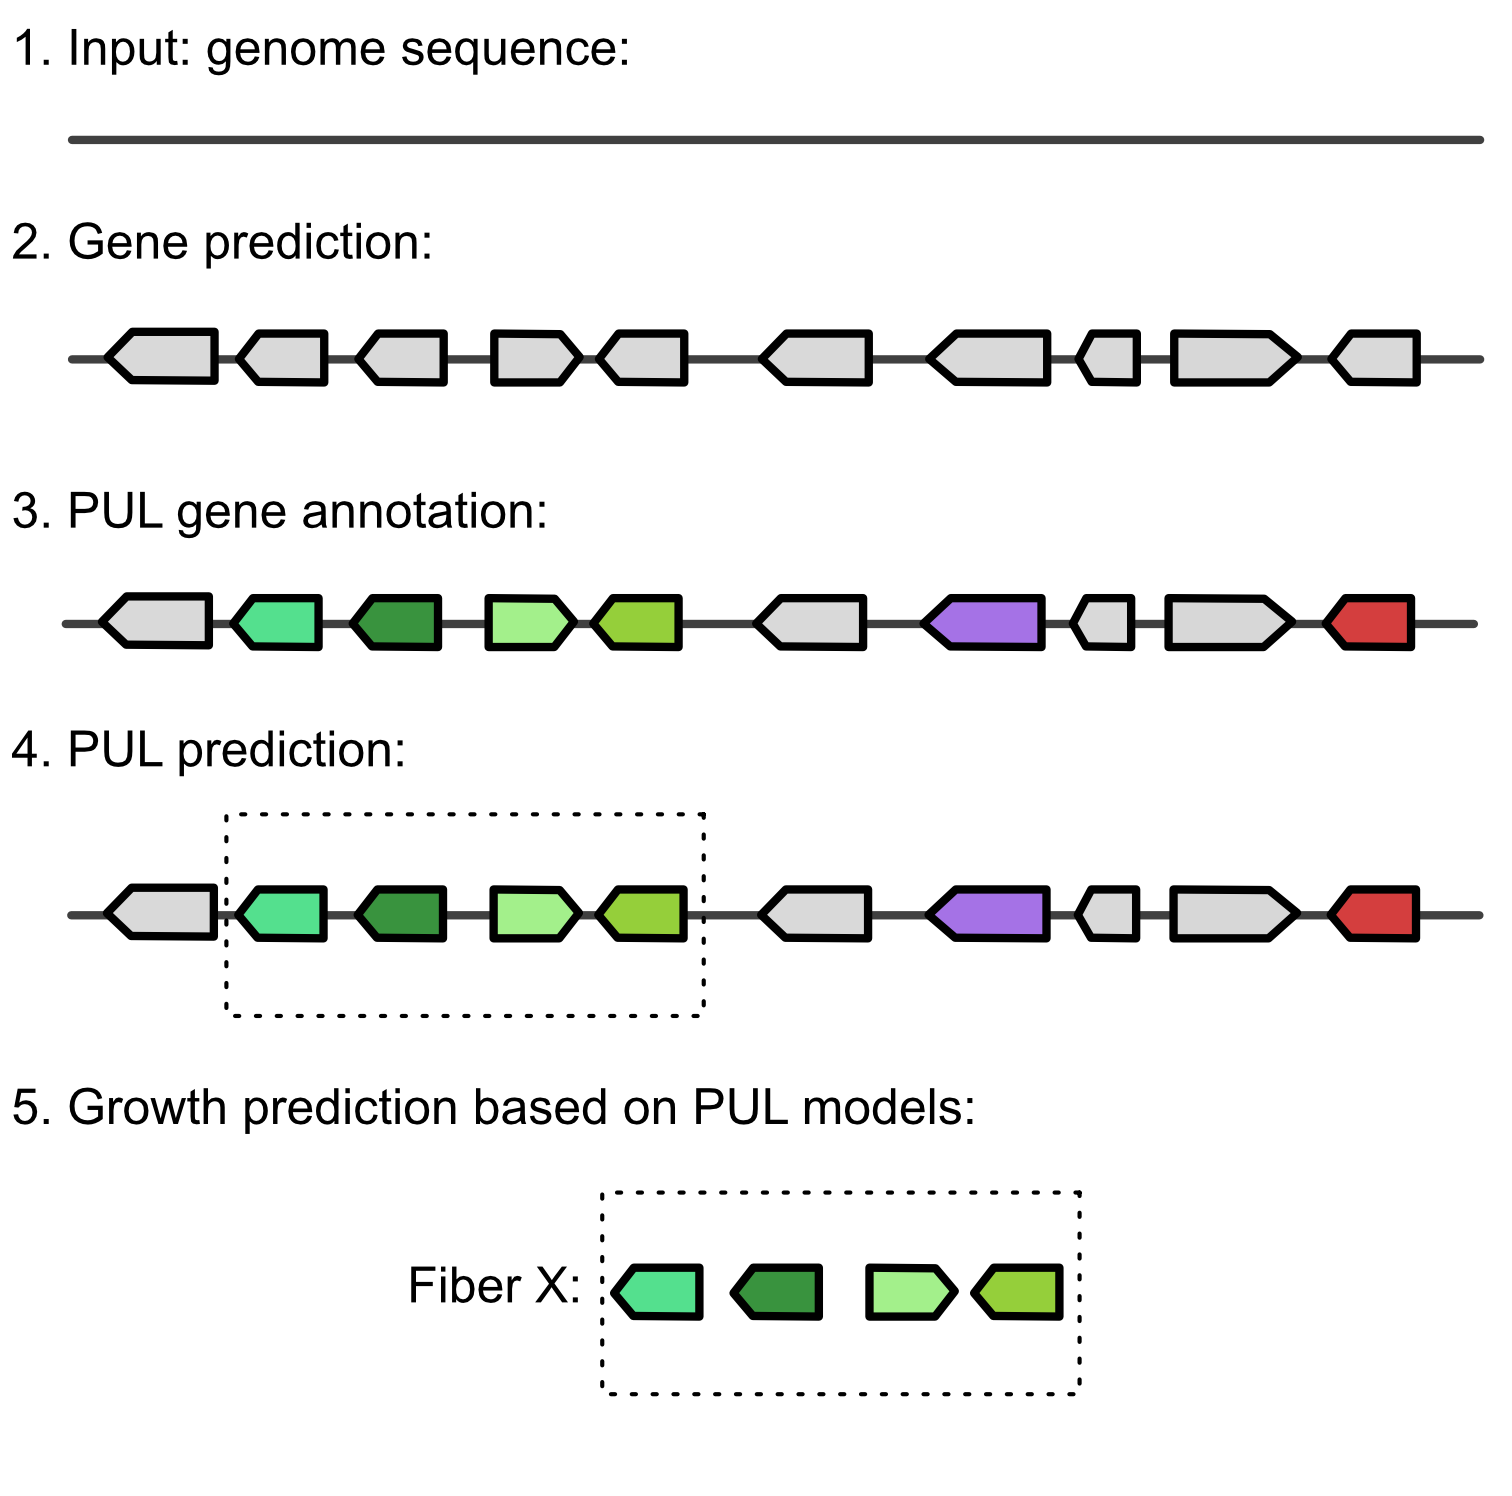 1. Input: genome sequence:
2. Gene prediction:
3. PUL gene annotation:
4. PUL prediction:
5. Growth prediction based on PUL models:
Fiber X: